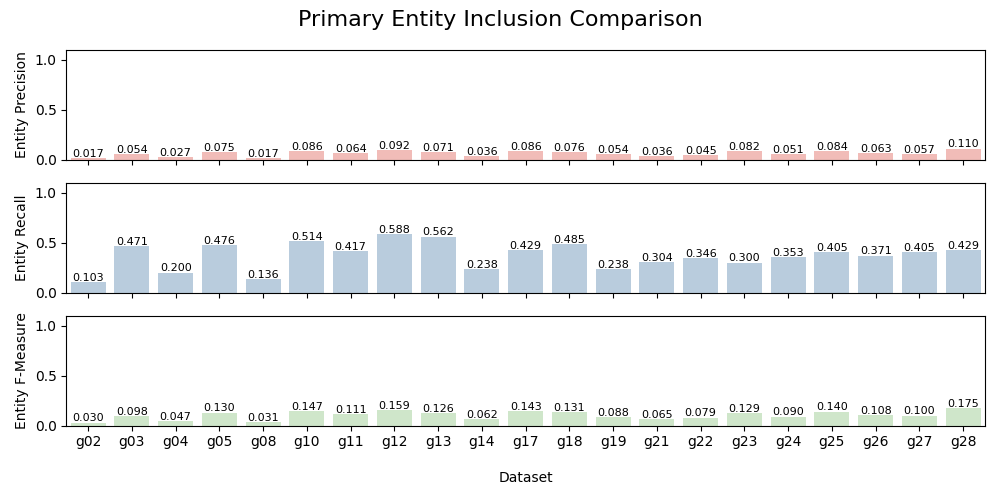 Primary Entity Inclusion Comparison
Entity Precision
1.0
0.5
0.0
0.017 0.054 0.027 0.075 0.017 0.086 0.064 0.092 0.071 0.036 0.086 0.076 0.054 0.036 0.045 0.082 0.051 0.084 0.063 0.057 0.110
Entity Recall
1.0
0.5
0.0
0.103 0.471 0.200 0.476 0.136 0.514 0.417 0.588 0.562 0.238 0.429 0.485 0.238 0.304 0.346 0.300 0.353 0.405 0.371 0.405 0.429
Entity F-Measure
1.0
0.5
0.0
0.030 0.098 0.047 0.130 0.031 0.147 0.111 0.159 0.126 0.062 0.143 0.131 0.088 0.065 0.079 0.129 0.090 0.140 0.108 0.100 0.175
g02 g03 g04 g05 g08 g10 g11 g12 g13 g14 g17 g18 g19 g21 g22 g23 g24 g25 g26 g27 g28
Dataset